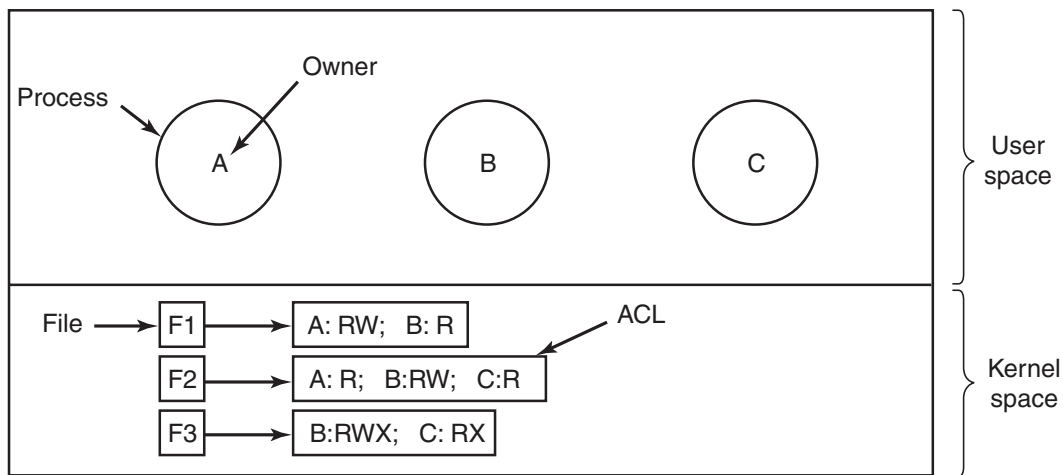 Owner
Process
A
B
C
User
space
File
F1
A: RW; B: R
ACL
F2
A: R; B:RW; C:R
F3
B:RWX; C: RX
Kernel
space